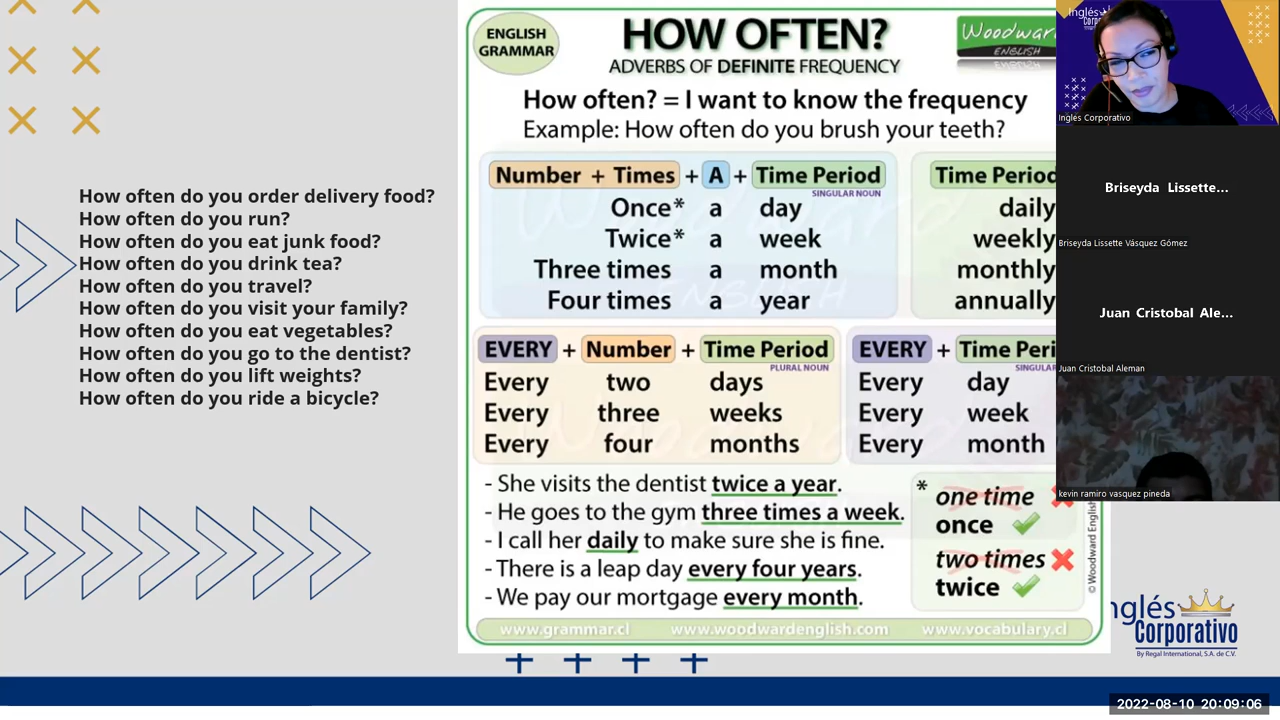 How often do you order delivery food?
How often do you run?
How often do you eat junk food?
How often do you drink tea?
How often do you travel?
How often do you visit your family?
How often do you eat vegetables?
How often do you go to the dentist?
How often do you lift weights?
How often do you ride a bicycle?
ENGLISH
GRAMMAR
HOW OFTEN?
ADVERBS OF DEFINITE FREQUENCY
Woodward
ENGLISH
How often? = I want to know the frequency
Example: How often do you brush your teeth?
Number + Times + A + Time Period
SINGULAR NOUN
Once* a day
Twice* a week
Three times a month
Four times a year
Time Period
daily
weekly
monthly
annually
EVERY + Number + Time Period
PLURAL NOUN
Every two days
Every three weeks
Every four months
EVERY + Time Peri
SINGULAR
Every day
Every week
Every month
- She visits the dentist twice a year.
- He goes to the gym three times a week.
- I call her daily to make sure she is fine.
- There is a leap day every four years.
- We pay our mortgage every month.
* one time
once
two times
twice
© Woodward English
www.grammar.cl www.woodwardenglish.com www.vocabulary.cl
Inglés
Corporativo
By Regal International, S.A. de C.V.
Inglés Corporativo
Briseyda Lissette...
Briseyda Lissette Vásquez Gómez
Juan Cristobal Ale...
Juan Cristobal Aleman
kevin ramiro vasquez pineda
2022-08-10 20:09:06